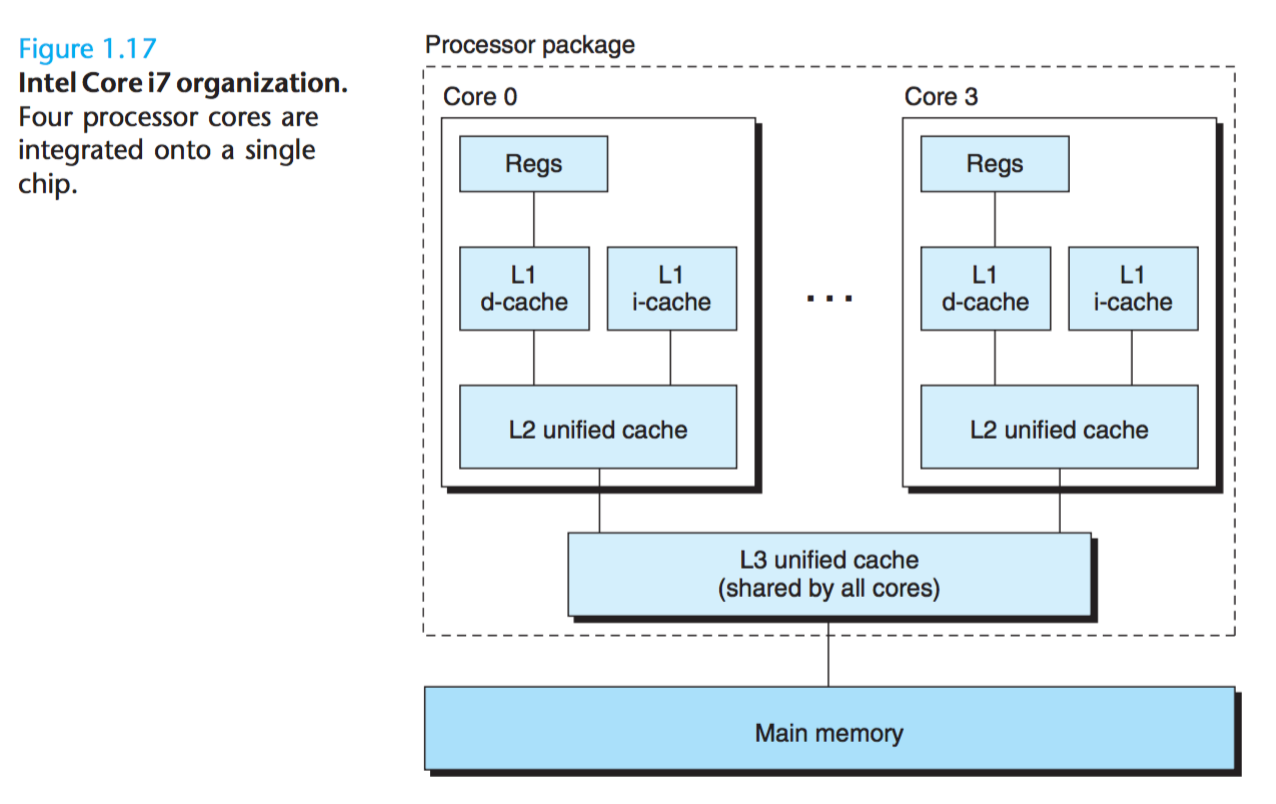 Figure 1.17
Intel Core i7 organization.
Four processor cores are
integrated onto a single
chip.
Processor package
Core 0
Core 3
Regs
Regs
L1
d-cache
L1
i-cache
. . .
L1
d-cache
L1
i-cache
L2 unified cache
L2 unified cache
L3 unified cache
(shared by all cores)
Main memory